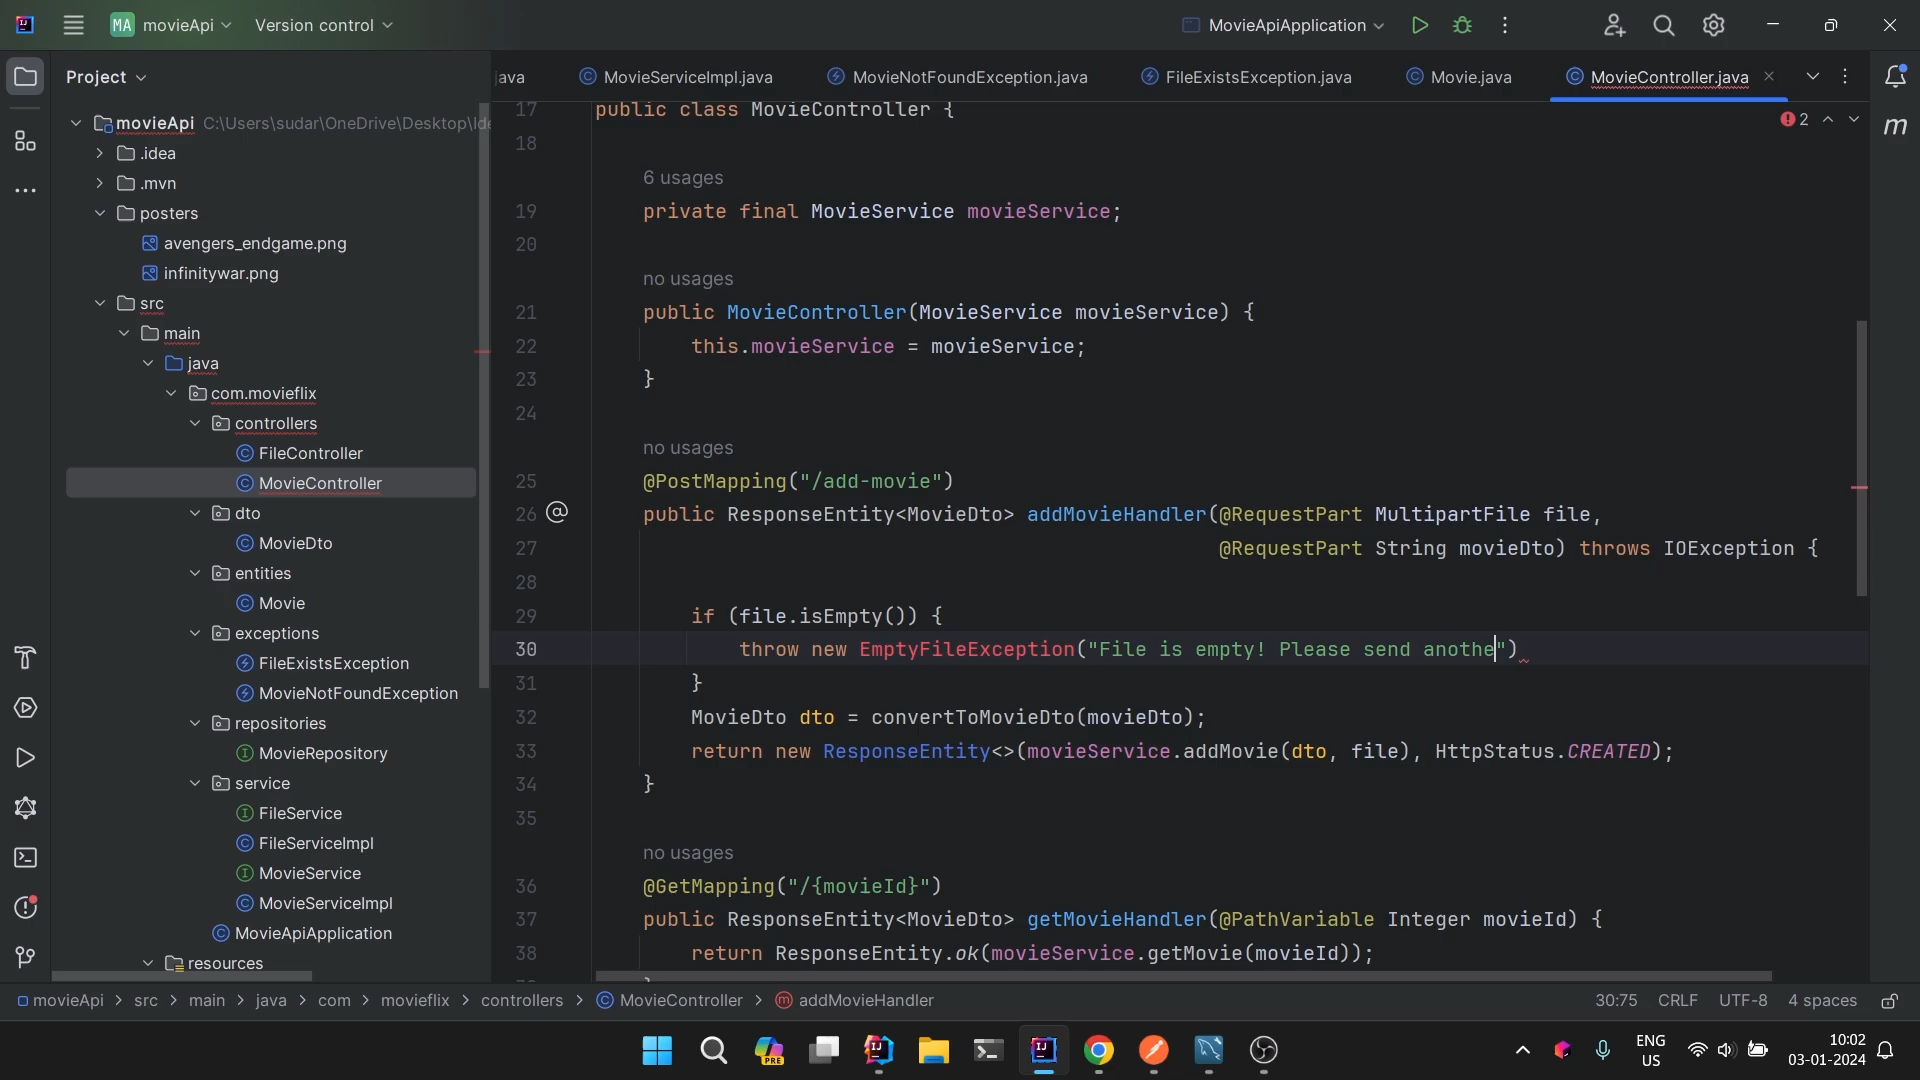 MA movieApi Version control MovieApiApplication
Project
java MovieServiceImpl.java MovieNotFoundException.java FileExistsException.java Movie.java MovieController.java
movieApi C:\Users\sudar\OneDrive\Desktop\Ide
.idea
.mvn
posters
avengers_endgame.png
infinitywar.png
src
main
java
com.movieflix
controllers
FileController
MovieController
dto
MovieDto
entities
Movie
exceptions
FileExistsException
MovieNotFoundException
repositories
MovieRepository
service
FileService
FileServiceImpl
MovieService
MovieServiceImpl
MovieApiApplication
resources
2
m
17 public class MovieController {
18
6 usages
19 private final MovieService movieService;
20
no usages
21 public MovieController(MovieService movieService) {
22 this.movieService = movieService;
23 }
24
no usages
25 @PostMapping("/add-movie")
26 public ResponseEntity<MovieDto> addMovieHandler(@RequestPart MultipartFile file,
27 @RequestPart String movieDto) throws IOException {
28
29 if (file.isEmpty()) {
30 throw new EmptyFileException("File is empty! Please send anothe")
31 }
32 MovieDto dto = convertToMovieDto(movieDto);
33 return new ResponseEntity<>(movieService.addMovie(dto, file), HttpStatus.CREATED);
34 }
35
no usages
36 @GetMapping("/{movieId}")
37 public ResponseEntity<MovieDto> getMovieHandler(@PathVariable Integer movieId) {
38 return ResponseEntity.ok(movieService.getMovie(movieId));
movieApi > src > main > java > com > movieflix > controllers > MovieController > addMovieHandler 30:75 CRLF UTF-8 4 spaces
PRE
ENG
US
10:02
03-01-2024